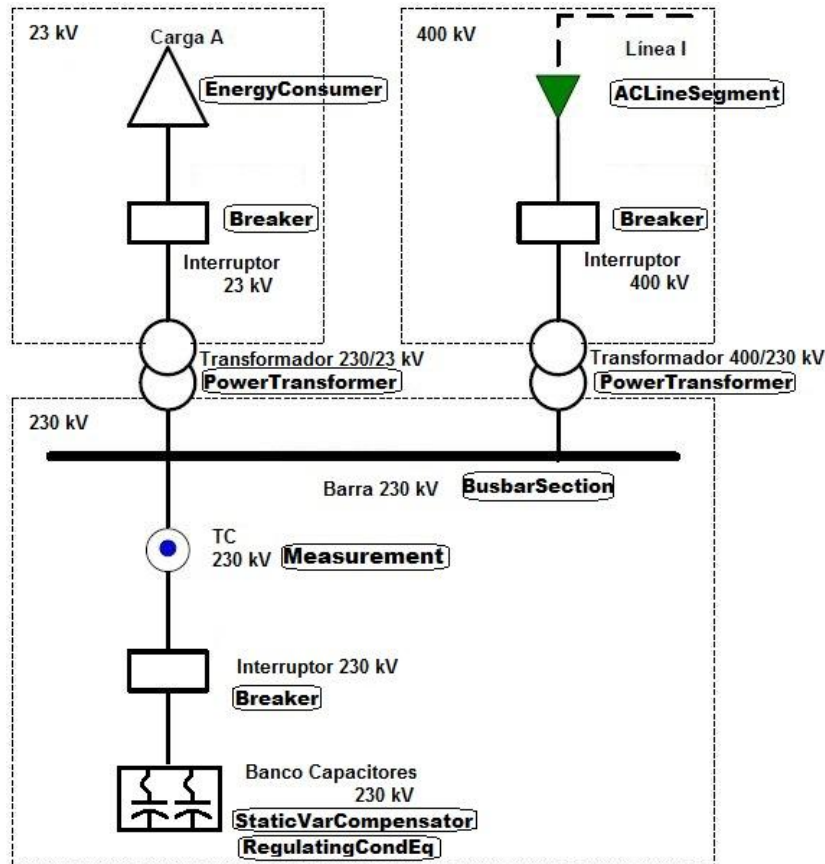 23 kV
Carga A
EnergyConsumer
Breaker
Interruptor
23 kV
Transformador 230/23 kV
PowerTransformer
400 kV
Línea I
ACLineSegment
Breaker
Interruptor
400 kV
Transformador 400/230 kV
PowerTransformer
230 kV
Barra 230 kV BusbarSection
TC
230 kV Measurement
Interruptor 230 kV
Breaker
Banco Capacitores
230 kV
StaticVarCompensator
RegulatingCondEq